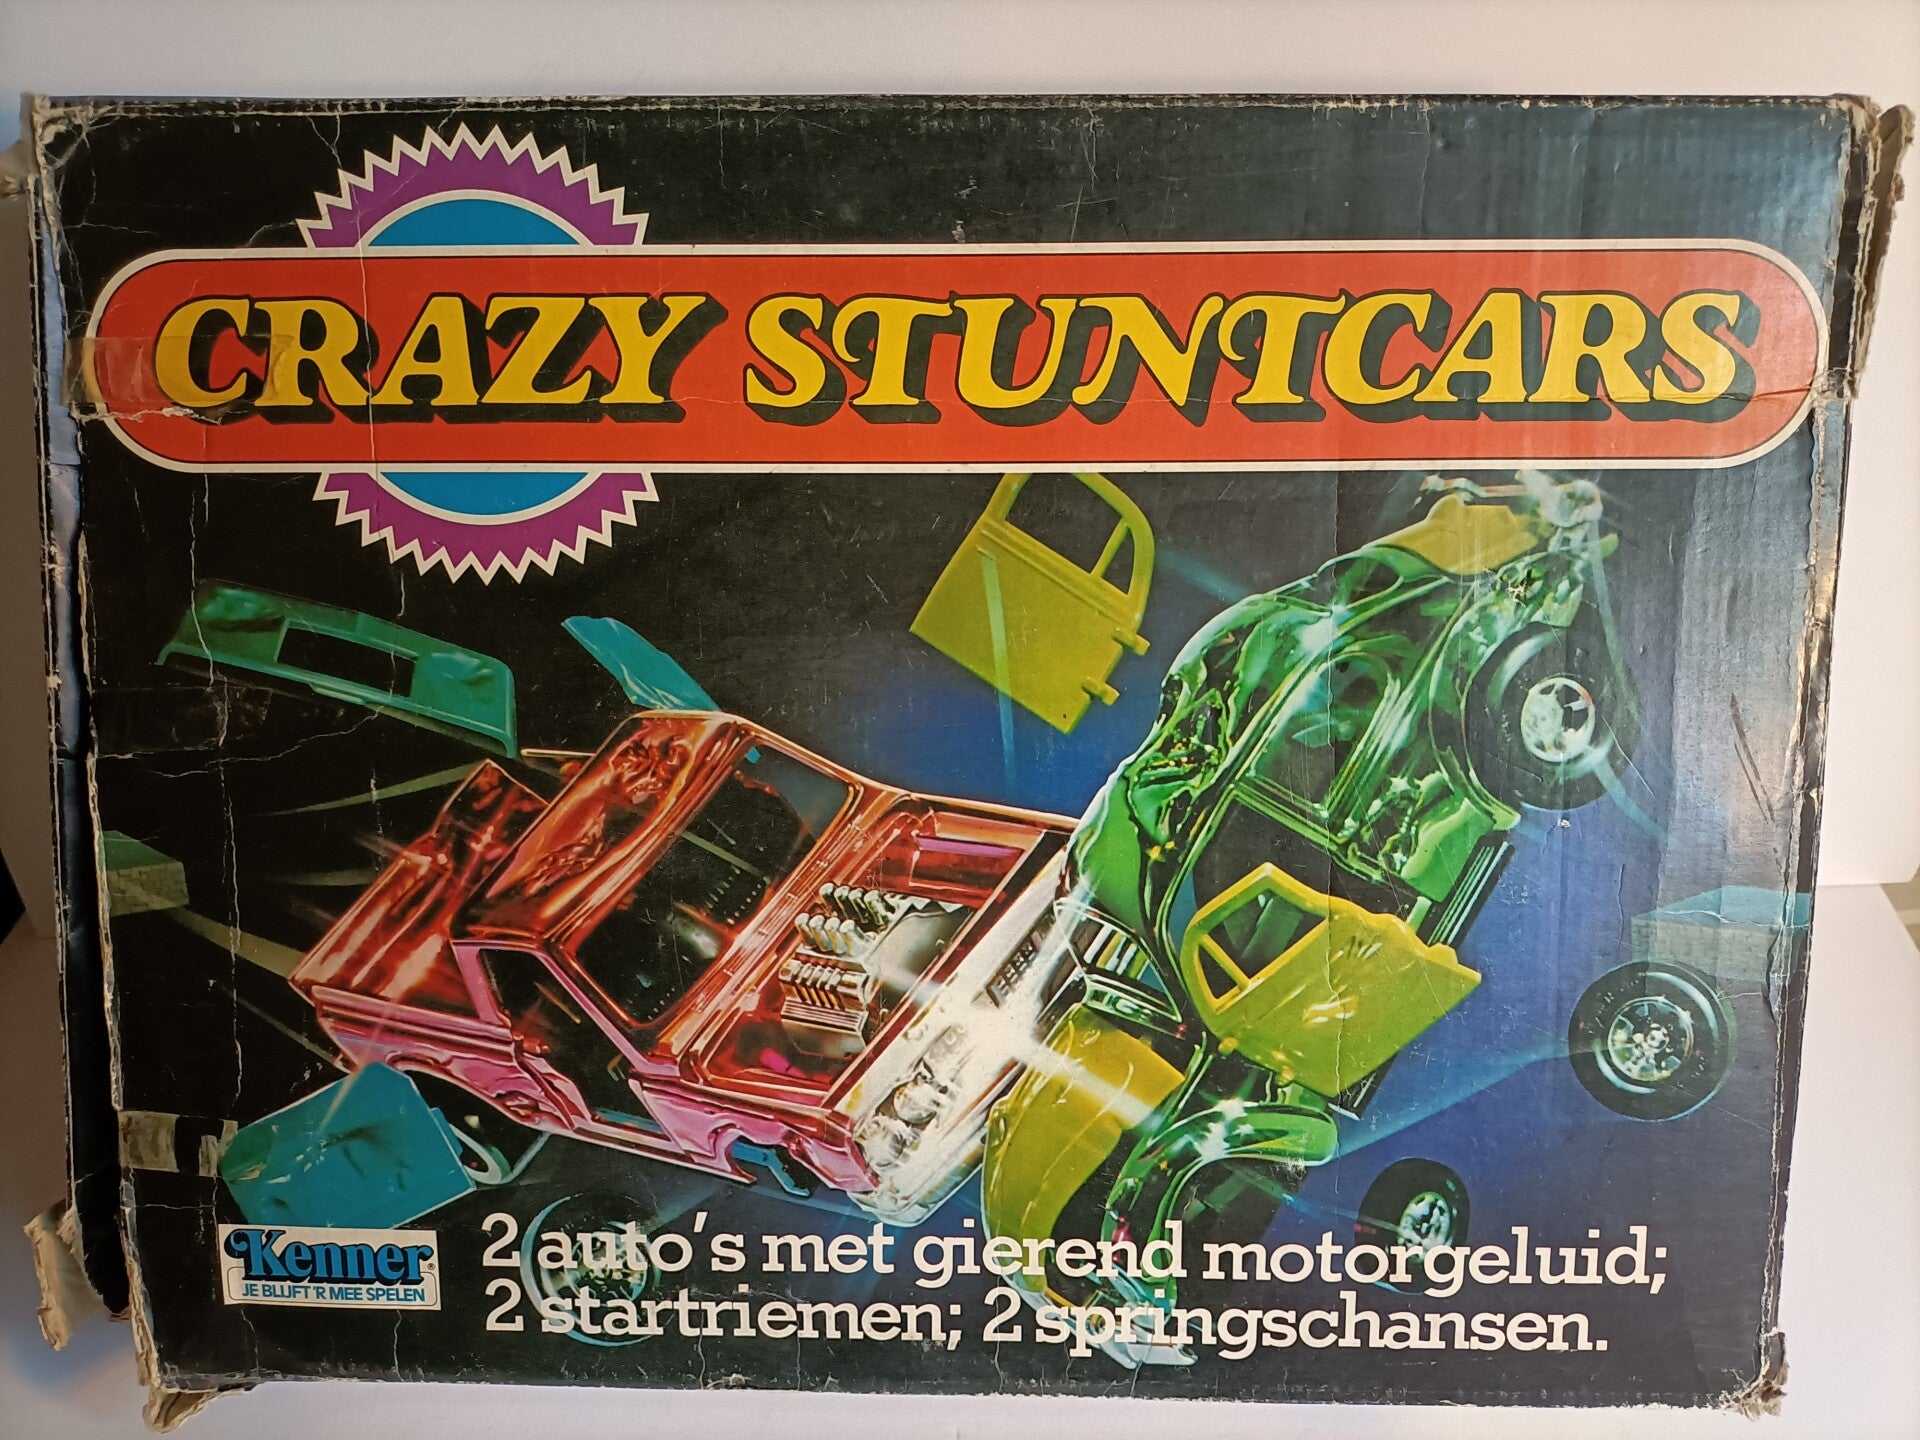 CRAZY STUNTCARS
Kenner®
JE BLIJFT 'R MEE SPELEN
2 auto's met gierend motorgeluid;
2 startriemen; 2 springschansen.